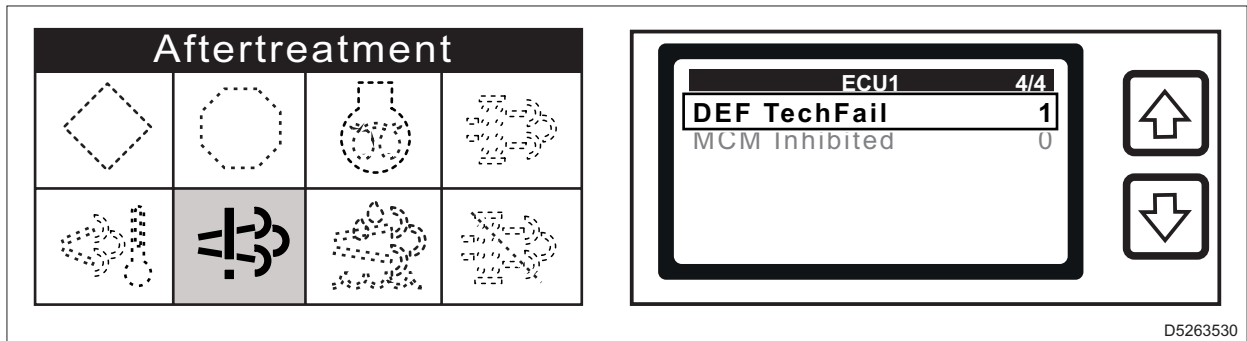 Aftertreatment
ECU1 4/4
DEF TechFail 1
MCM Inhibited 0
D5263530